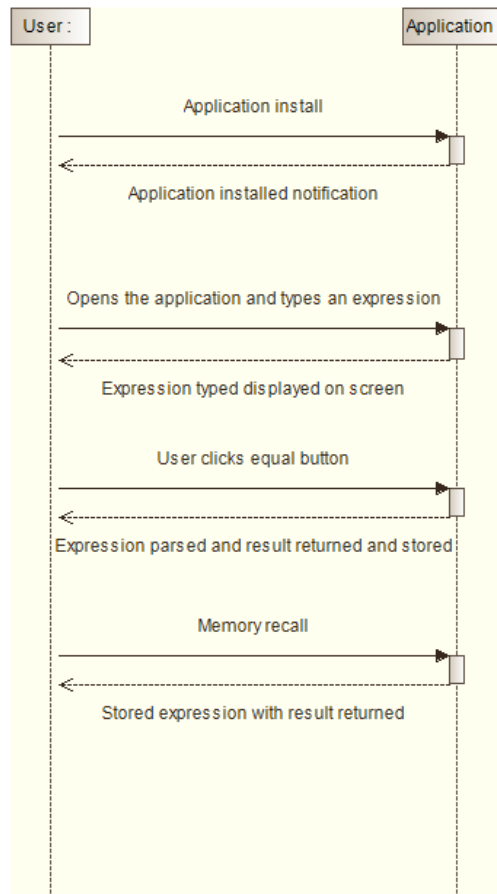 User :
Application
Application install
Application installed notification
Opens the application and types an expression
Expression typed displayed on screen
User clicks equal button
Expression parsed and result returned and stored
Memory recall
Stored expression with result returned